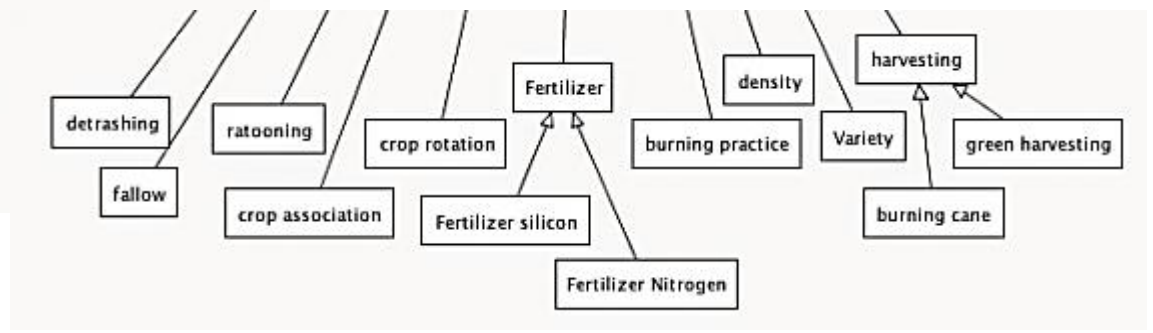 harvesting
density
Fertilizer
detrashing
ratooning
Variety
crop rotation
burning practice
green harvesting
fallow
crop association
Fertilizer silicon
burning cane
Fertilizer Nitrogen